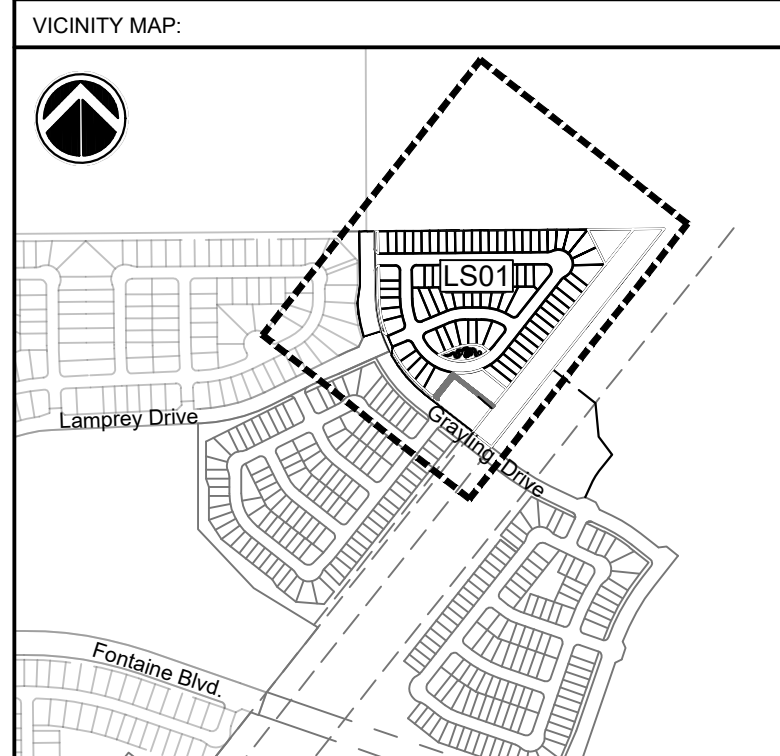 VICINITY MAP:
LS01
Lamprey Drive
Grayling Drive
Fontaine Blvd.